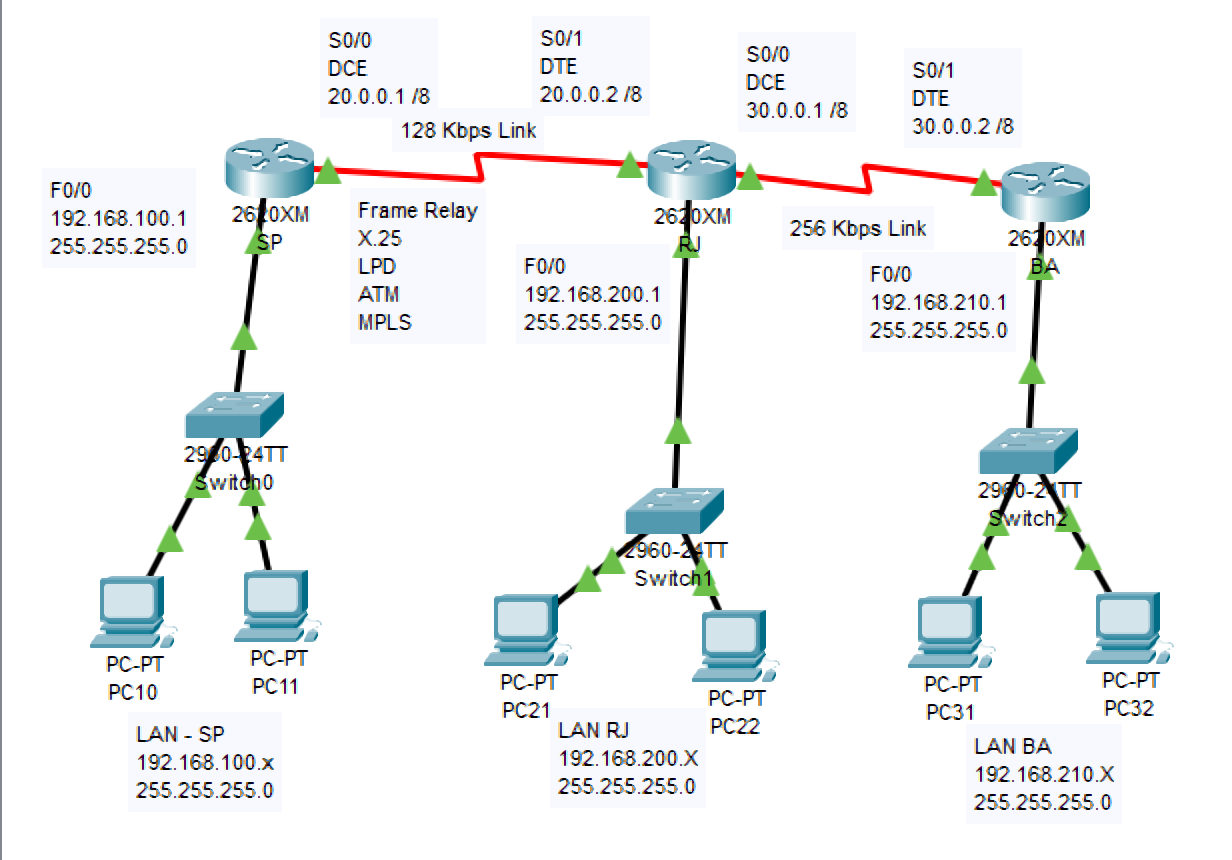 S0/0
DCE
20.0.0.1 /8
S0/1
DTE
20.0.0.2 /8
S0/0
DCE
30.0.0.1 /8
S0/1
DTE
30.0.0.2 /8
128 Kbps Link
F0/0
192.168.100.1
255.255.255.0
2620XM
SP
Frame Relay
X.25
LPD
ATM
MPLS
2620XM
RJ
F0/0
192.168.200.1
255.255.255.0
256 Kbps Link
2620XM
BA
F0/0
192.168.210.1
255.255.255.0
2960-24TT
Switch0
2960-24TT
Switch1
2960-24TT
Switch2
PC-PT
PC10
PC-PT
PC11
PC-PT
PC21
PC-PT
PC22
PC-PT
PC31
PC-PT
PC32
LAN - SP
192.168.100.x
255.255.255.0
LAN RJ
192.168.200.X
255.255.255.0
LAN BA
192.168.210.X
255.255.255.0